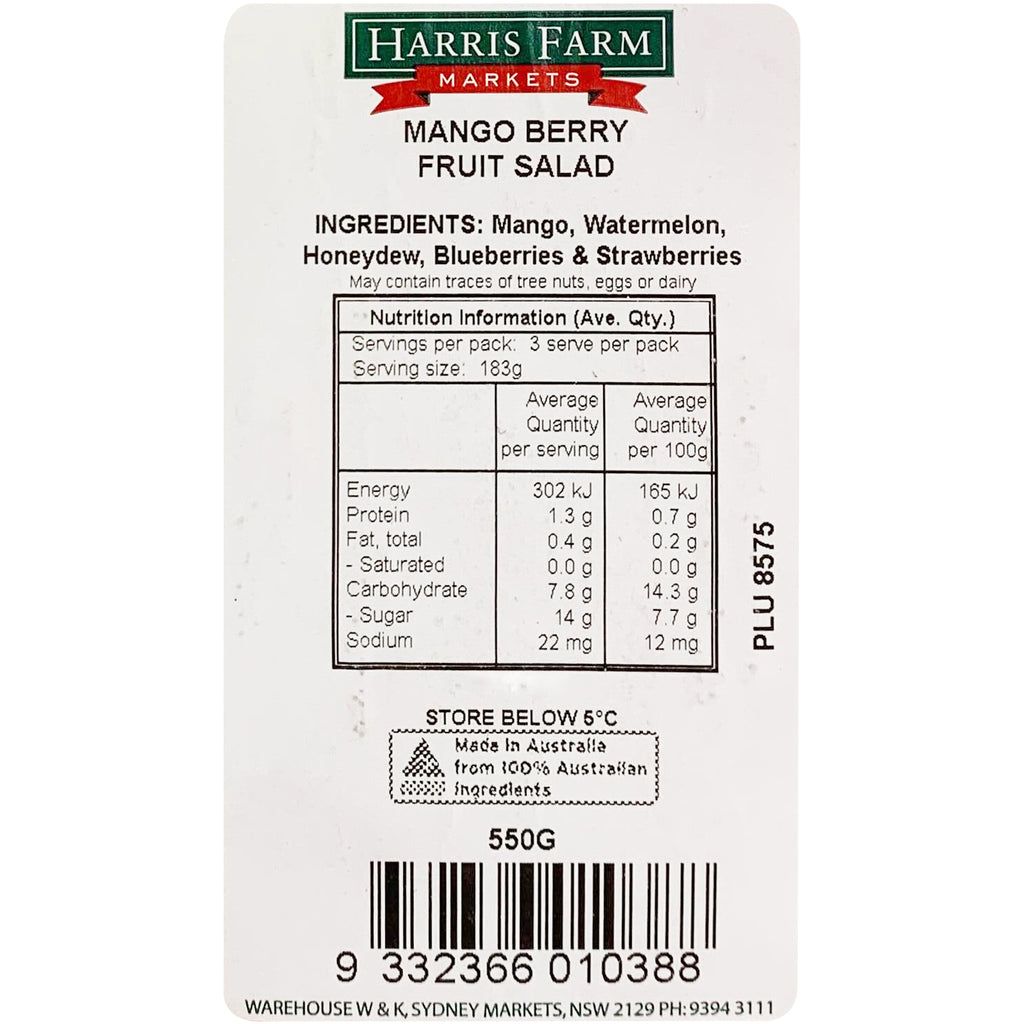 HARRIS FARM
MARKETS
MANGO BERRY
FRUIT SALAD
INGREDIENTS: Mango, Watermelon,
Honeydew, Blueberries & Strawberries
May contain traces of tree nuts, eggs or dairy
Nutrition Information (Ave. Qty.)
Servings per pack: 3 serve per pack
Serving size: 183g
Average Quantity per serving Average Quantity per 100g
Energy 302 kJ 165 kJ
Protein 1.3 g 0.7 g
Fat, total 0.4 g 0.2 g
- Saturated 0.0 g 0.0 g
Carbohydrate 7.8 g 14.3 g
- Sugar 14 g 7.7 g
Sodium 22 mg 12 mg
PLU 8575
STORE BELOW 5°C
Made In Australia
from 100% Australian
ingredients
550G
9 332366 010388
WAREHOUSE W & K, SYDNEY MARKETS, NSW 2129 PH: 9394 3111